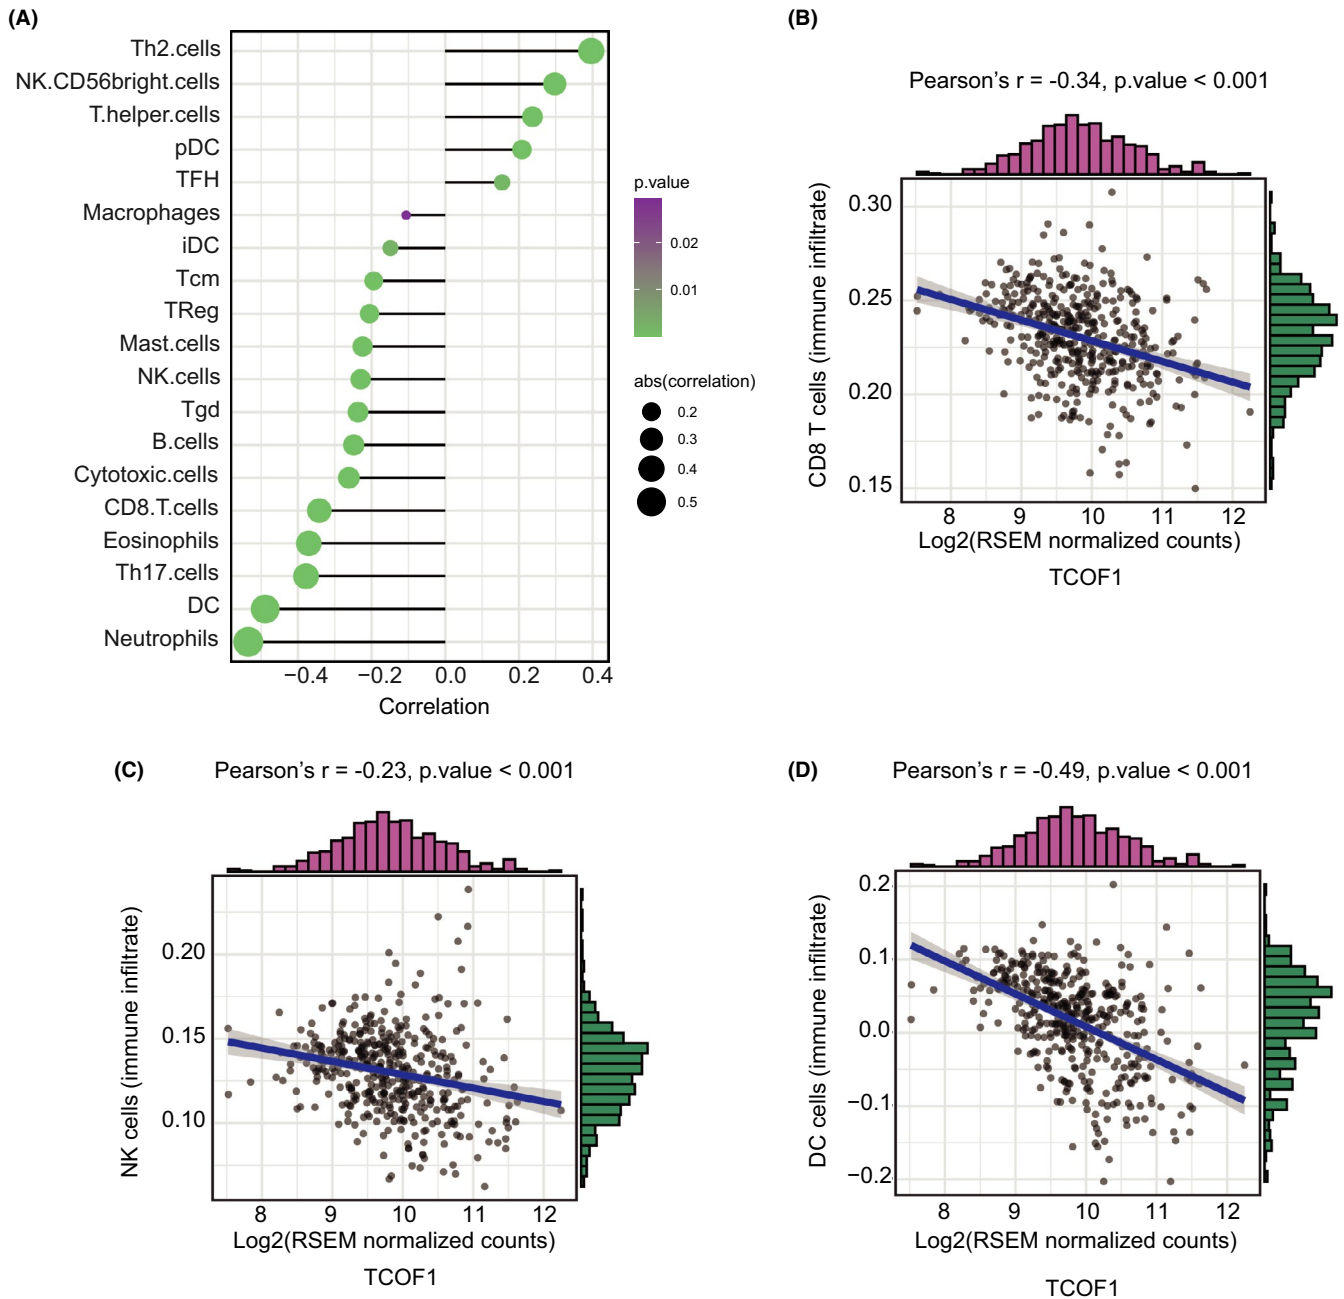 (A)
Th2.cells
NK.CD56bright.cells
T.helper.cells
pDC
TFH
Macrophages
iDC
Tcm
TReg
Mast.cells
NK.cells
Tgd
B.cells
Cytotoxic.cells
CD8.T.cells
Eosinophils
Th17.cells
DC
Neutrophils
−0.4 −0.2 0.0 0.2 0.4
Correlation
p.value
0.02
0.01
abs(correlation)
0.2
0.3
0.4
0.5
(B)
Pearson's r = -0.34, p.value < 0.001
CD8 T cells (immune infiltrate)
0.30
0.25
0.20
0.15
8 9 10 11 12
Log2(RSEM normalized counts)
TCOF1
(C)
Pearson's r = -0.23, p.value < 0.001
NK cells (immune infiltrate)
0.20
0.15
0.10
8 9 10 11 12
Log2(RSEM normalized counts)
TCOF1
(D)
Pearson's r = -0.49, p.value < 0.001
DC cells (immune infiltrate)
0.2
0.1
0.0
−0.1
−0.2
8 9 10 11 12
Log2(RSEM normalized counts)
TCOF1